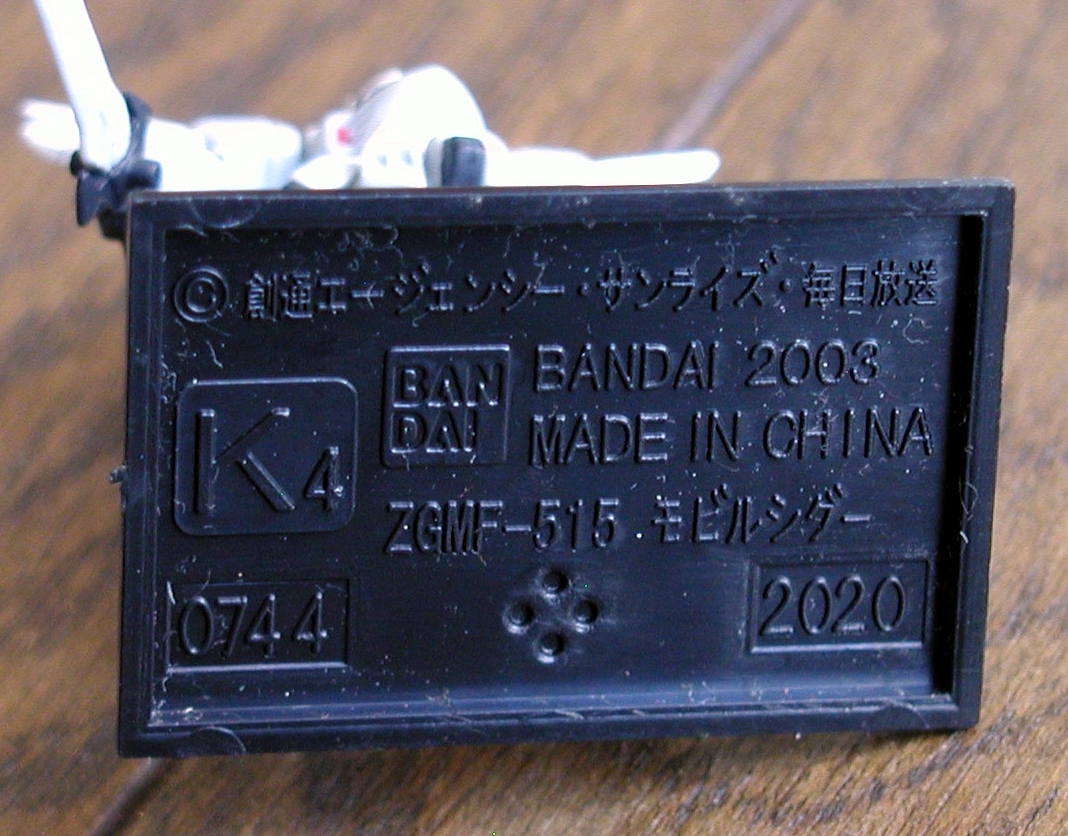 © 創通エージェンシー・サンライズ・毎日放送
BAN
DAI
BANDAI 2003
MADE IN CHINA
K4
ZGMF-515 モビルシグー
0744
2020